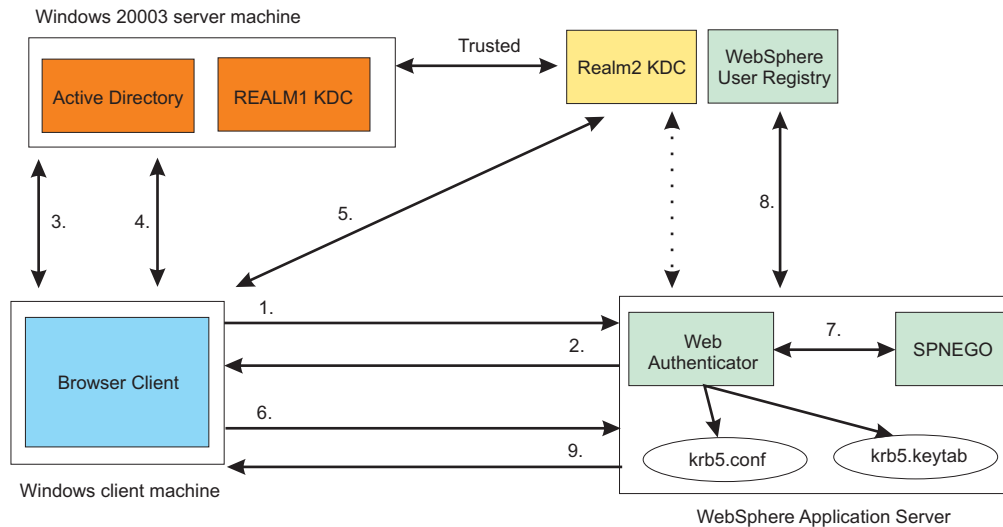 Windows 20003 server machine
Trusted
Active Directory
REALM1 KDC
Realm2 KDC
WebSphere
User Registry
3.
4.
5.
8.
1.
2.
6.
9.
7.
Browser Client
Web
Authenticator
SPNEGO
krb5.conf
krb5.keytab
Windows client machine
WebSphere Application Server